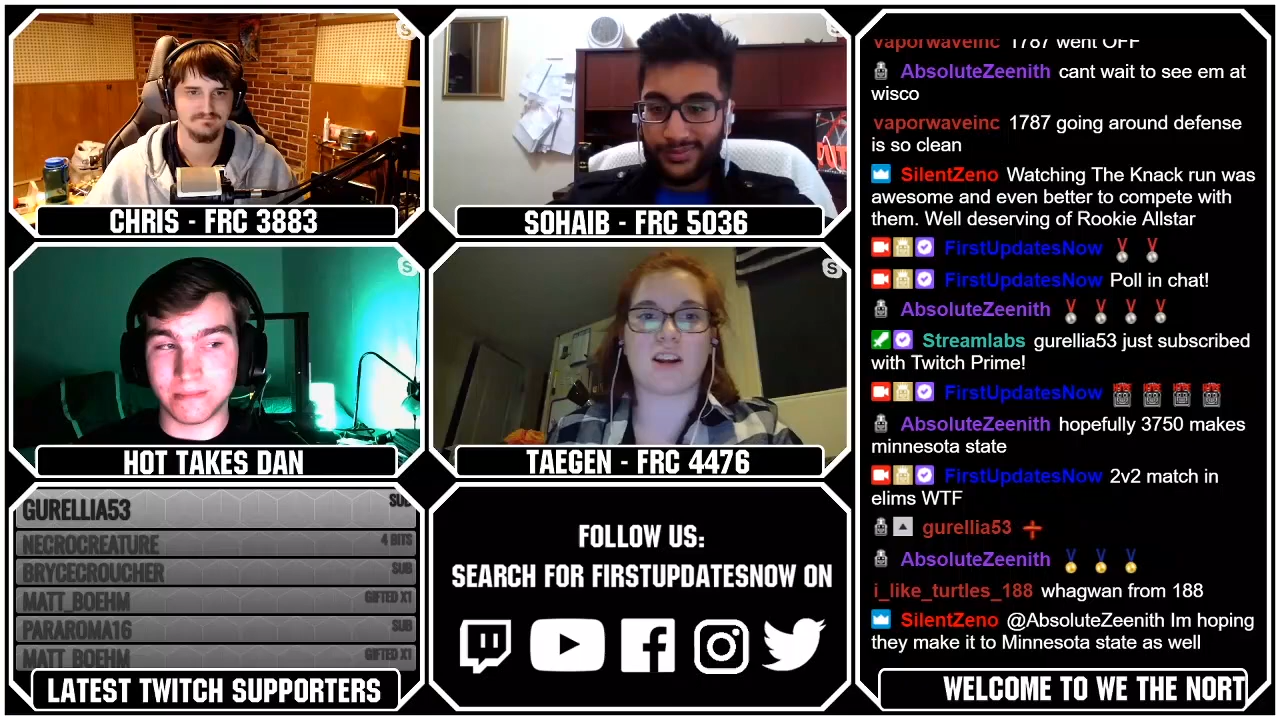 CHRIS - FRC 3883
SOHAIB - FRC 5036
HOT TAKES DAN
TAEGEN - FRC 4476
GURELLIA53 SUB
NECROCREATURE 4 BITS
BRYCECROUCHER SUB
MATT_BOEHM GIFTED X1
PARAROMA16 SUB
MATT_BOEHM GIFTED X1
LATEST TWITCH SUPPORTERS
FOLLOW US:
SEARCH FOR FIRSTUPDATESNOW ON
vaporwaveinc 1787 went OFF
AbsoluteZeenith cant wait to see em at
wisco
vaporwaveinc 1787 going around defense
is so clean
SilentZeno Watching The Knack run was
awesome and even better to compete with
them. Well deserving of Rookie Allstar
FirstUpdatesNow
FirstUpdatesNow Poll in chat!
AbsoluteZeenith
Streamlabs gurellia53 just subscribed
with Twitch Prime!
FirstUpdatesNow
AbsoluteZeenith hopefully 3750 makes
minnesota state
FirstUpdatesNow 2v2 match in
elims WTF
gurellia53
AbsoluteZeenith
i_like_turtles_188 whagwan from 188
SilentZeno @AbsoluteZeenith Im hoping
they make it to Minnesota state as well
WELCOME TO WE THE NORT